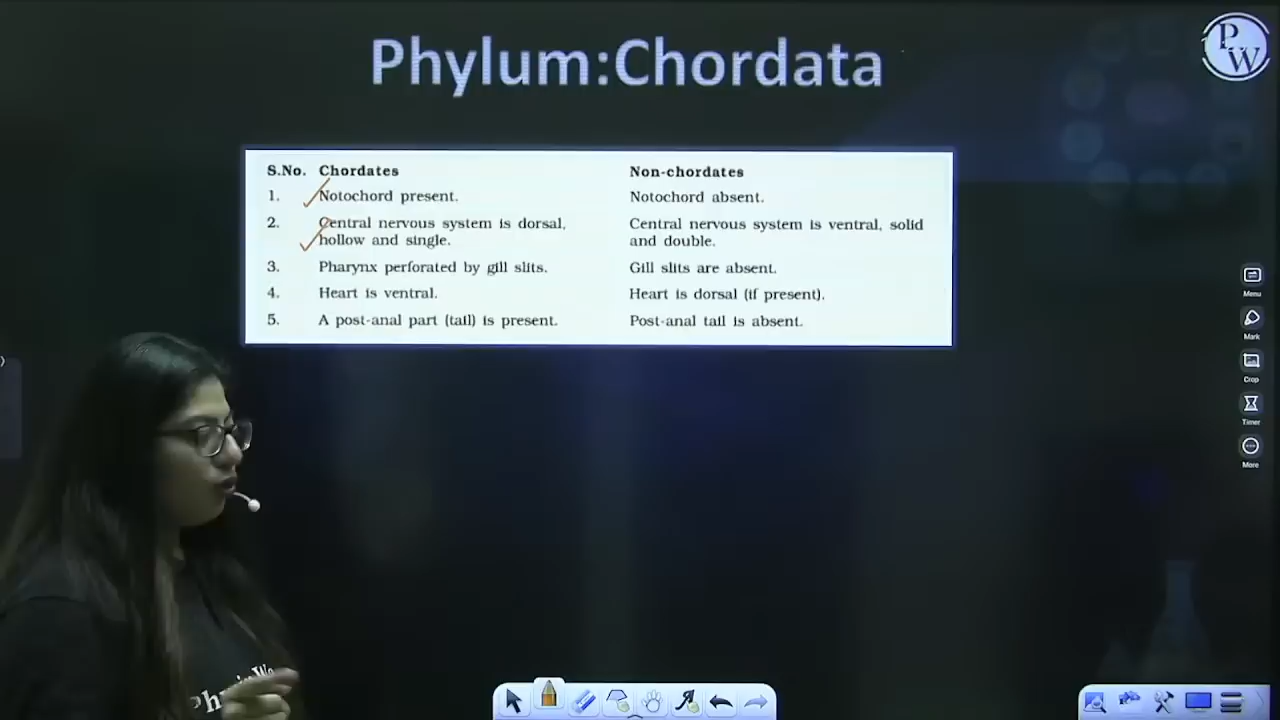 Phylum:Chordata
PW
S.No. Chordates Non-chordates
1. Notochord present. Notochord absent.
2. Central nervous system is dorsal, Central nervous system is ventral, solid
hollow and single. and double.
3. Pharynx perforated by gill slits. Gill slits are absent.
4. Heart is ventral. Heart is dorsal (if present).
5. A post-anal part (tail) is present. Post-anal tail is absent.
Menu
Mark
Crop
Timer
More